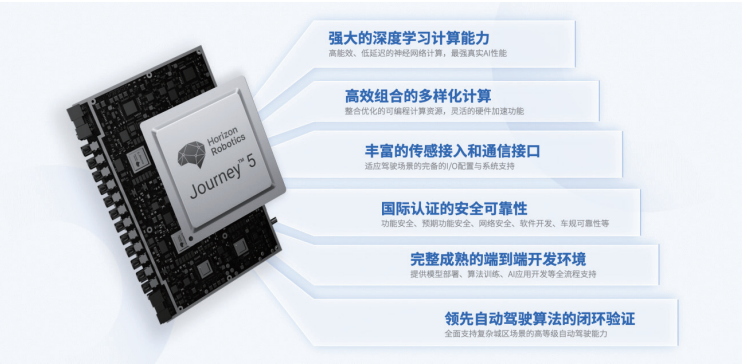 Horizon
Robotics
Journey™ 5
强大的深度学习计算能力
高能效、低延迟的神经网络计算，最强真实AI性能
高效组合的多样化计算
整合优化的可编程计算资源，灵活的硬件加速功能
丰富的传感接入和通信接口
适应驾驶场景的完备的I/O配置与系统支持
国际认证的安全可靠性
功能安全、预期功能安全、网络安全、软件开发、车规可靠性等
完整成熟的端到端开发环境
提供模型部署、算法训练、AI应用开发等全流程支持
领先自动驾驶算法的闭环验证
全面支持复杂城区场景的高等级自动驾驶能力